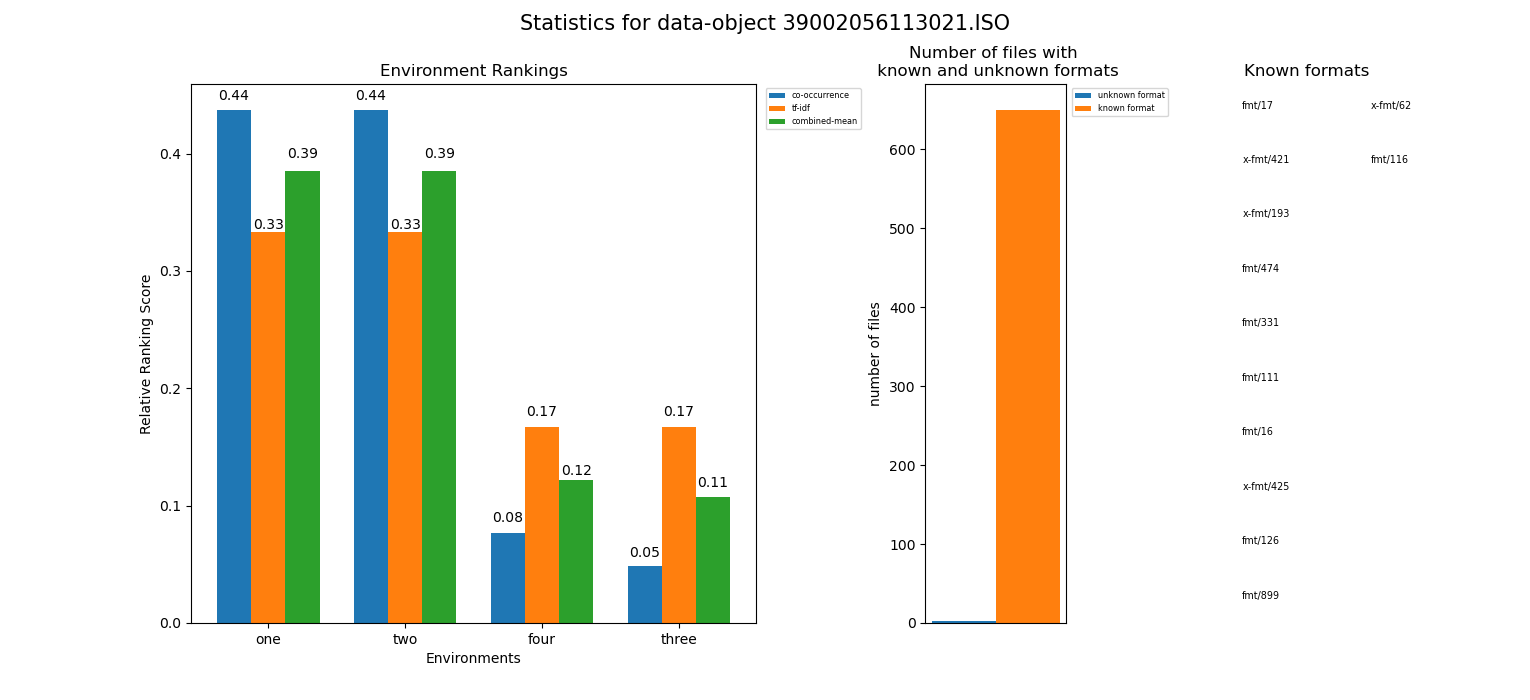 Statistics for data-object 39002056113021.ISO
Environment Rankings
Relative Ranking Score
0.4
0.3
0.2
0.1
0.0
0.44
0.33
0.39
0.44
0.33
0.39
0.08
0.17
0.12
0.05
0.17
0.11
one
two
four
three
Environments
co-occurrence
tf-idf
combined-mean
Number of files with
known and unknown formats
number of files
600
500
400
300
200
100
0
unknown format
known format
Known formats
fmt/17
x-fmt/62
x-fmt/421
fmt/116
x-fmt/193
fmt/474
fmt/331
fmt/111
fmt/16
x-fmt/425
fmt/126
fmt/899